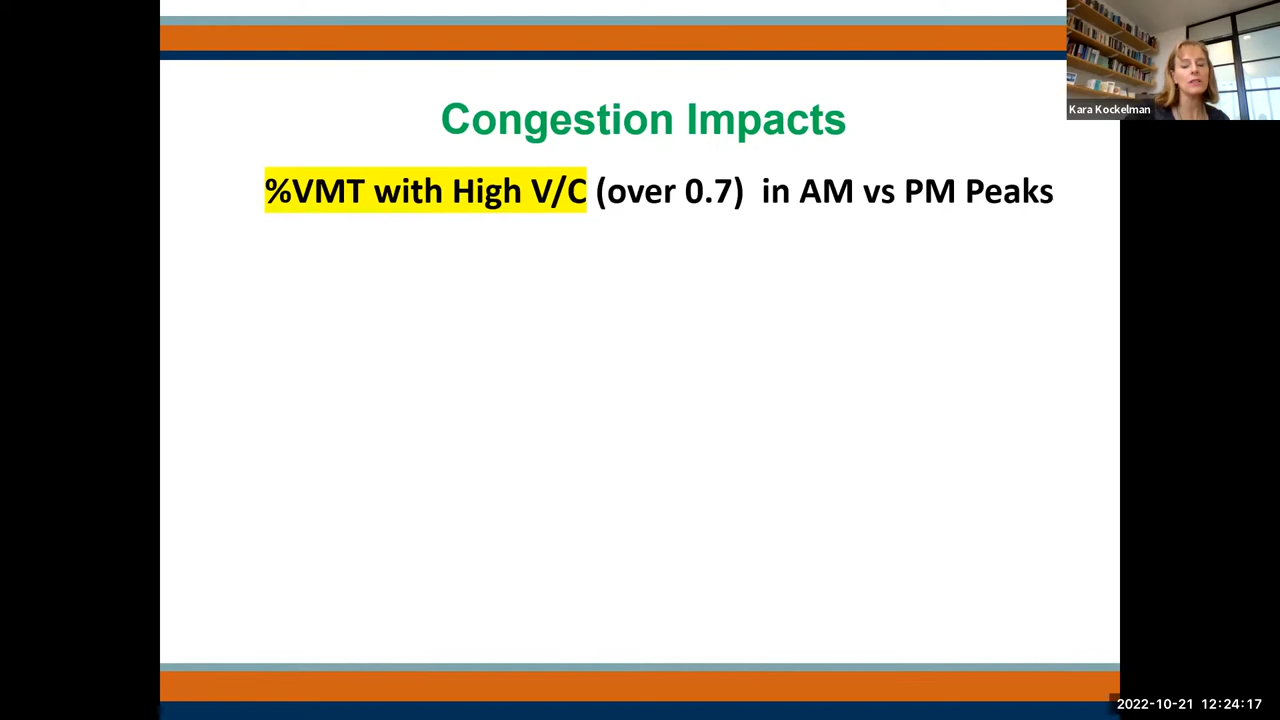 Congestion Impacts
%VMT with High V/C (over 0.7) in AM vs PM Peaks
Kara Kockelman
2022-10-21 12:24:17